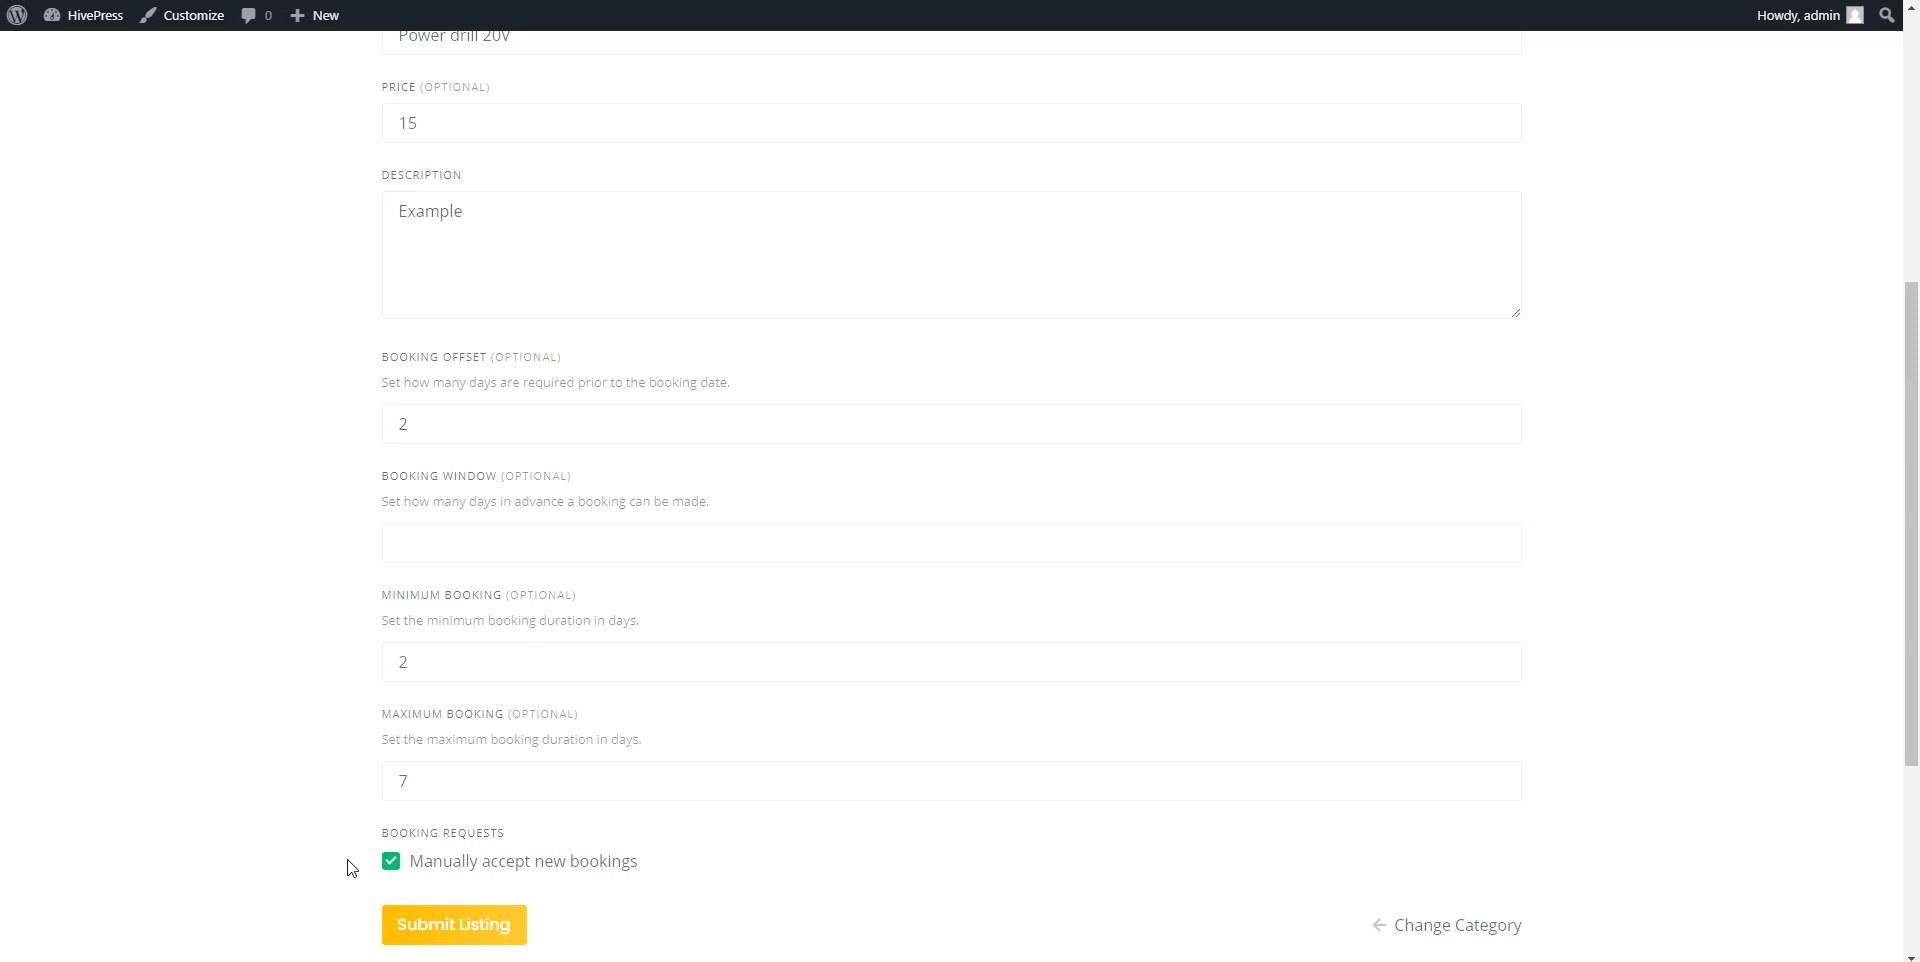 HivePress Customize 0 New Howdy, admin
Power drill 20V
PRICE (OPTIONAL)
15
DESCRIPTION
Example
BOOKING OFFSET (OPTIONAL)
Set how many days are required prior to the booking date.
2
BOOKING WINDOW (OPTIONAL)
Set how many days in advance a booking can be made.
MINIMUM BOOKING (OPTIONAL)
Set the minimum booking duration in days.
2
MAXIMUM BOOKING (OPTIONAL)
Set the maximum booking duration in days.
7
BOOKING REQUESTS
Manually accept new bookings
Submit Listing Change Category